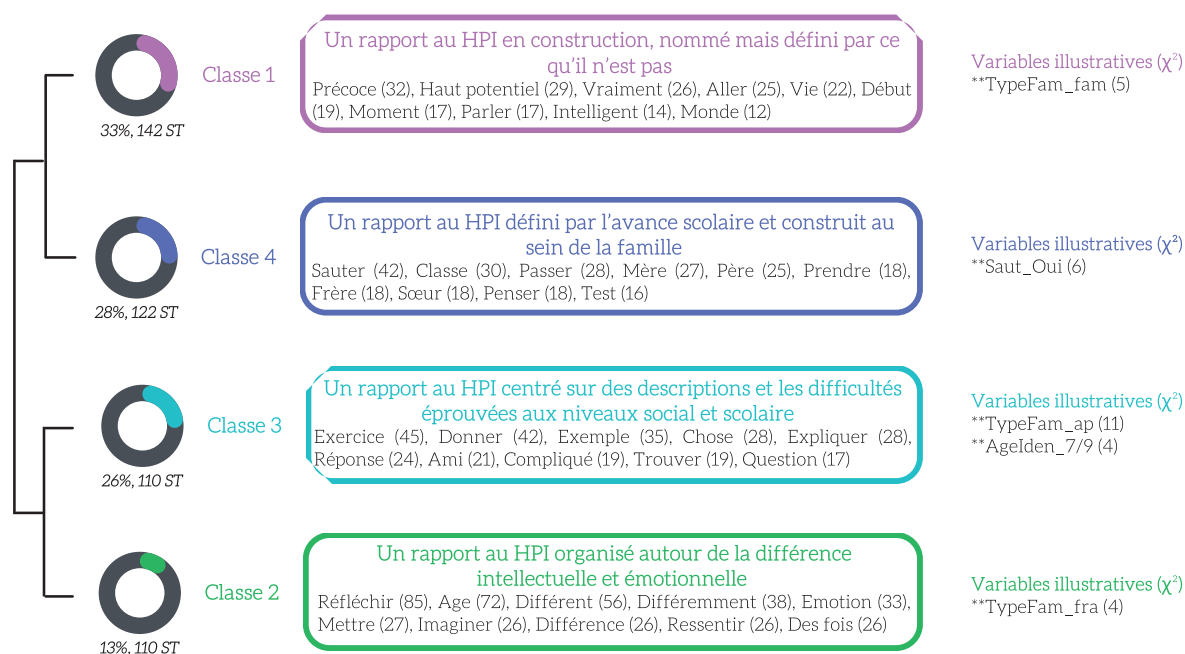 Un rapport au HPI en construction, nommé mais défini par ce
qu'il n'est pas
Précoce (32), Haut potentiel (29), Vraiment (26), Aller (25), Vie (22), Début
(19), Moment (17), Parler (17), Intelligent (14), Monde (12)
Classe 1
33%, 142 ST
Variables illustratives (χ²)
**TypeFam_fam (5)
Un rapport au HPI défini par l'avance scolaire et construit au
sein de la famille
Sauter (42), Classe (30), Passer (28), Mère (27), Père (25), Prendre (18),
Frère (18), Sœur (18), Penser (18), Test (16)
Classe 4
28%, 122 ST
Variables illustratives (χ²)
**Saut_Oui (6)
Un rapport au HPI centré sur des descriptions et les difficultés
éprouvées aux niveaux social et scolaire
Exercice (45), Donner (42), Exemple (35), Chose (28), Expliquer (28),
Réponse (24), Ami (21), Compliqué (19), Trouver (19), Question (17)
Classe 3
26%, 110 ST
Variables illustratives (χ²)
**TypeFam_ap (11)
**AgeIden_7/9 (4)
Un rapport au HPI organisé autour de la différence
intellectuelle et émotionnelle
Réfléchir (85), Age (72), Différent (56), Différemment (38), Emotion (33),
Mettre (27), Imaginer (26), Différence (26), Ressentir (26), Des fois (26)
Classe 2
13%, 110 ST
Variables illustratives (χ²)
**TypeFam_fra (4)